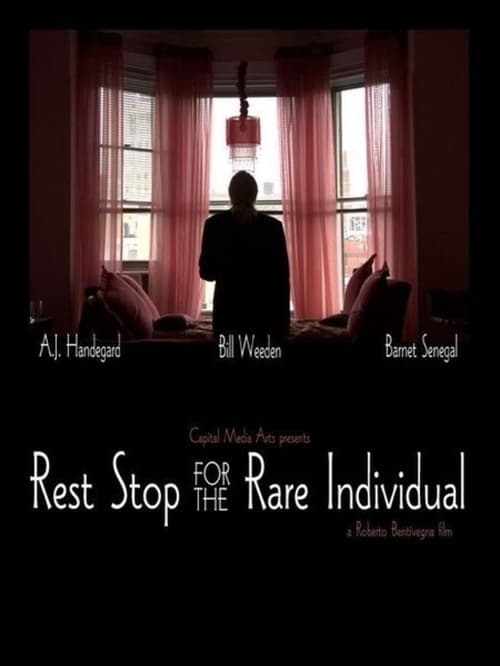 A.J. Handegard Bill Weeden Barnet Senegal
Capital Media Arts presents
Rest Stop FOR THE Rare Individual
a Roberto Bentivegna film